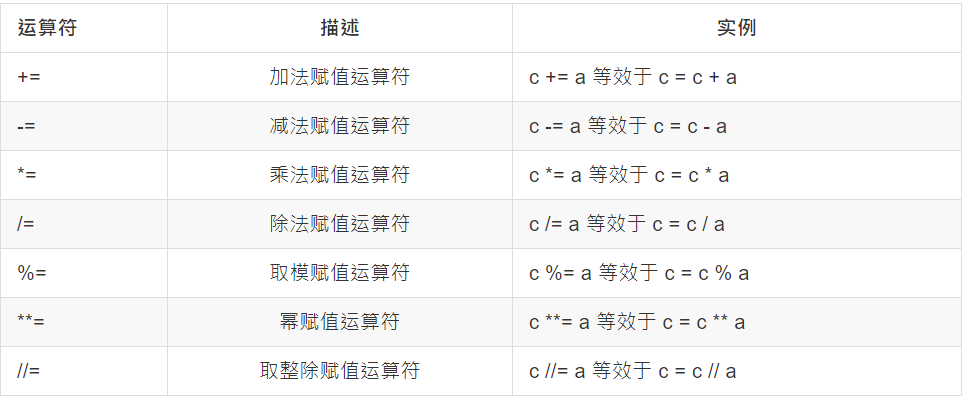 运算符 描述 实例
+= 加法赋值运算符 c += a 等效于 c = c + a
-= 减法赋值运算符 c -= a 等效于 c = c - a
*= 乘法赋值运算符 c *= a 等效于 c = c * a
/= 除法赋值运算符 c /= a 等效于 c = c / a
%= 取模赋值运算符 c %= a 等效于 c = c % a
**= 幂赋值运算符 c **= a 等效于 c = c ** a
//= 取整除赋值运算符 c //= a 等效于 c = c // a